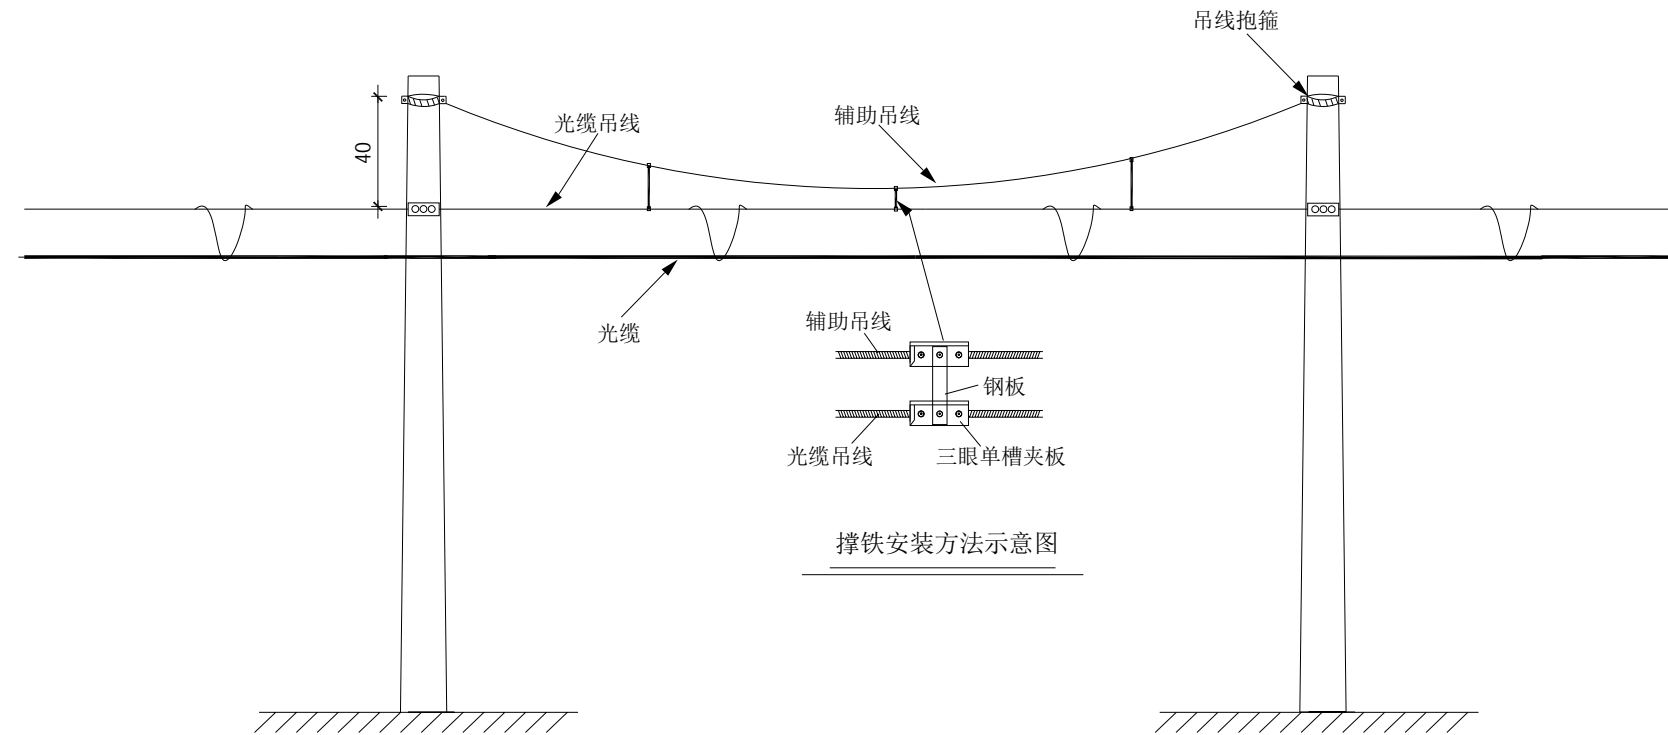 吊线抱箍
光缆吊线
辅助吊线
40
光缆
辅助吊线
钢板
光缆吊线
三眼单槽夹板
撑铁安装方法示意图